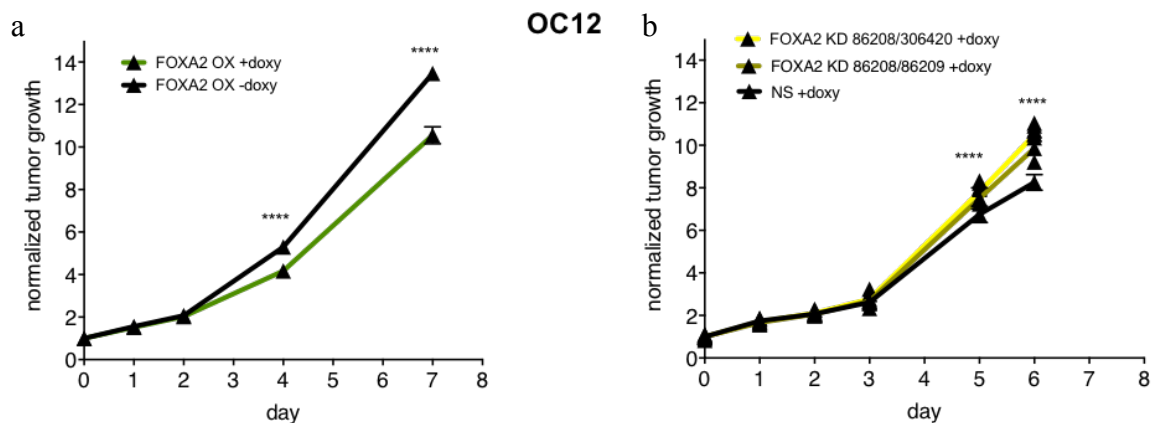 a
OC12
b
FOXA2 OX +doxy
FOXA2 OX -doxy
****
****
normalized tumor growth
14
12
10
8
6
4
2
0
0 1 2 3 4 5 6 7 8
day
FOXA2 KD 86208/306420 +doxy
FOXA2 KD 86208/86209 +doxy
NS +doxy
****
****
normalized tumor growth
14
12
10
8
6
4
2
0
0 1 2 3 4 5 6 7 8
day